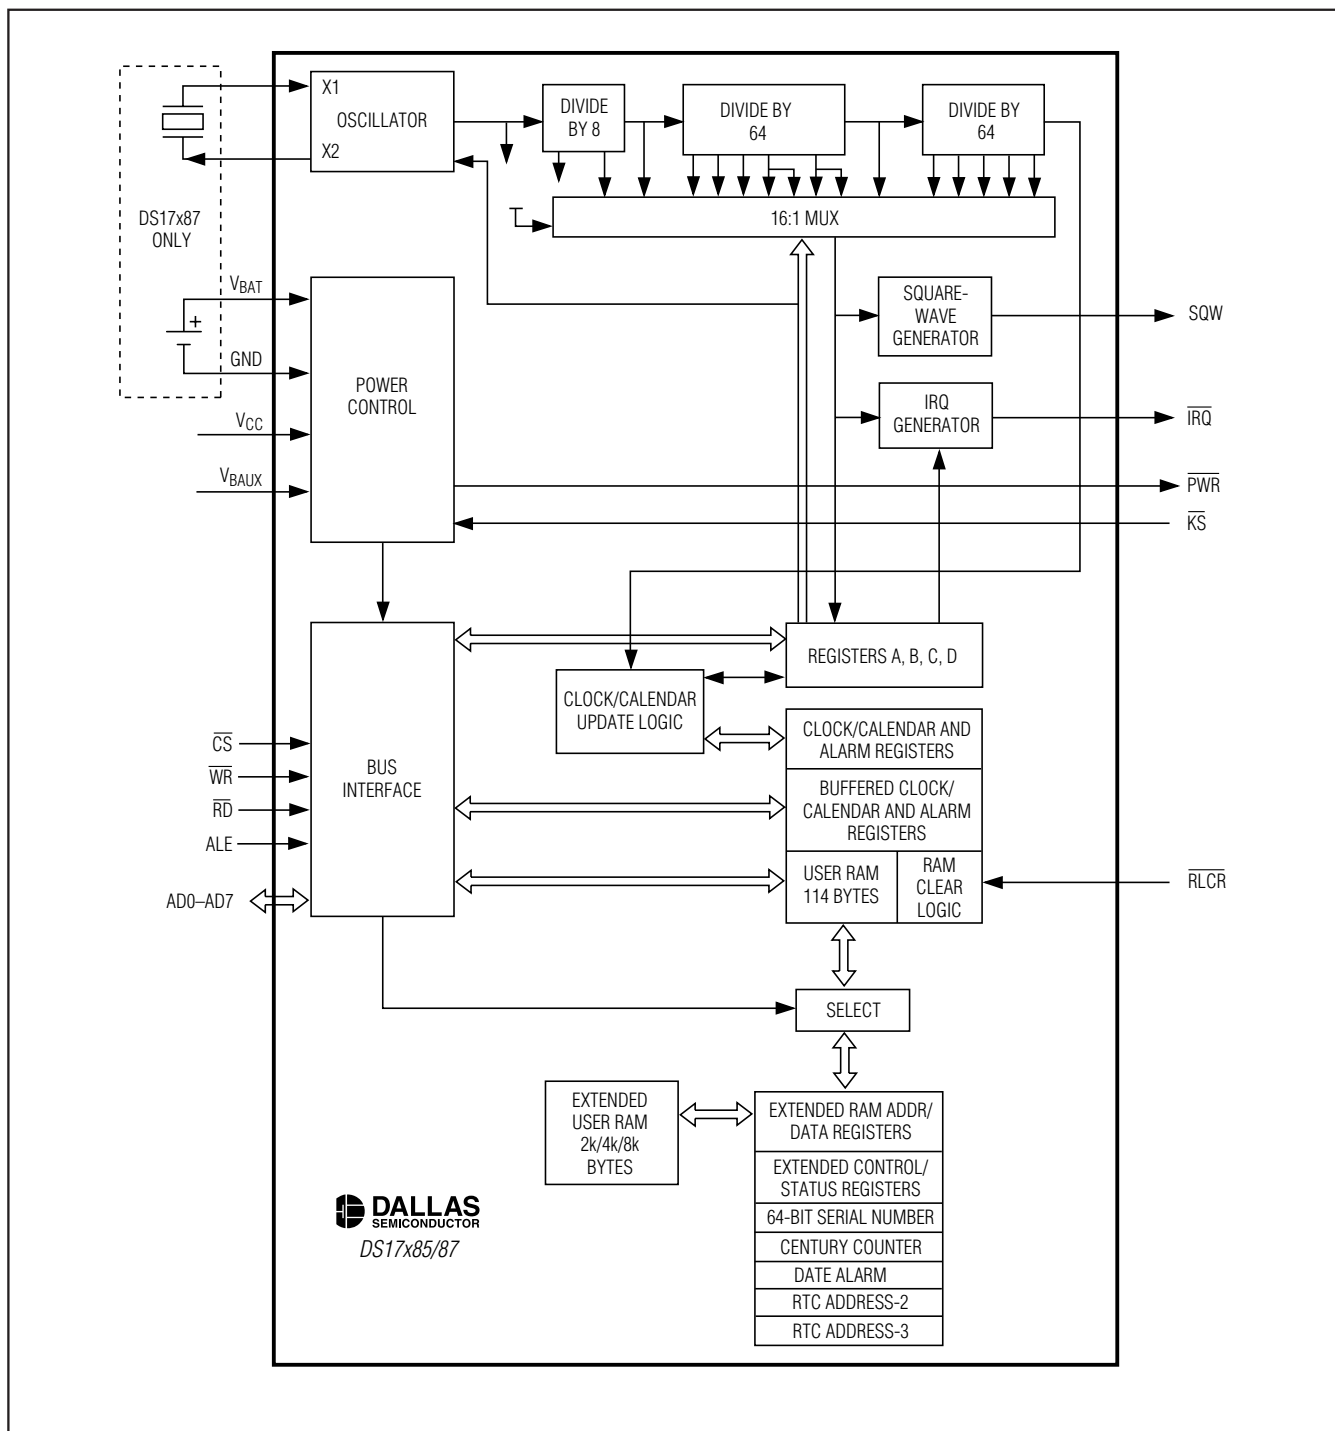 X1
OSCILLATOR
X2
DIVIDE
BY 8
DIVIDE BY
64
DIVIDE BY
64
16:1 MUX
DS17x87
ONLY
VBAT
GND
VCC
VBAUX
POWER
CONTROL
SQUARE-
WAVE
GENERATOR
SQW
IRQ
GENERATOR
IRQ
PWR
KS
REGISTERS A, B, C, D
CLOCK/CALENDAR
UPDATE LOGIC
CS
WR
RD
ALE
AD0–AD7
BUS
INTERFACE
CLOCK/CALENDAR AND
ALARM REGISTERS
BUFFERED CLOCK/
CALENDAR AND ALARM
REGISTERS
USER RAM
114 BYTES
RAM
CLEAR
LOGIC
RLCR
SELECT
EXTENDED
USER RAM
2k/4k/8k
BYTES
EXTENDED RAM ADDR/
DATA REGISTERS
EXTENDED CONTROL/
STATUS REGISTERS
64-BIT SERIAL NUMBER
CENTURY COUNTER
DATE ALARM
RTC ADDRESS-2
RTC ADDRESS-3
DALLAS
SEMICONDUCTOR
DS17x85/87